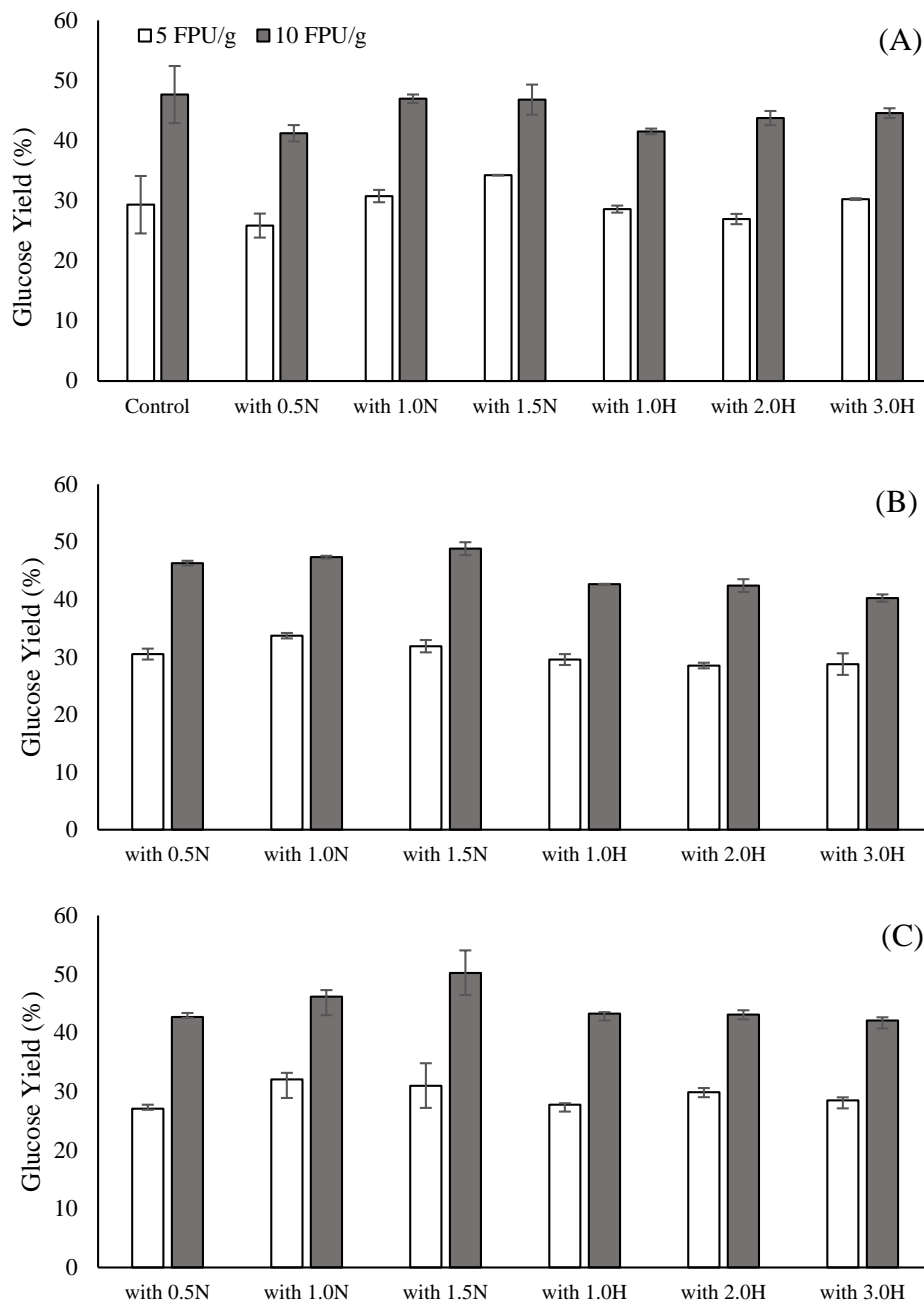 60
5 FPU/g 10 FPU/g
(A)
50
40
30
20
10
0
Glucose Yield (%)
Control with 0.5N with 1.0N with 1.5N with 1.0H with 2.0H with 3.0H
60
(B)
50
40
30
20
10
0
Glucose Yield (%)
with 0.5N with 1.0N with 1.5N with 1.0H with 2.0H with 3.0H
60
(C)
50
40
30
20
10
0
Glucose Yield (%)
with 0.5N with 1.0N with 1.5N with 1.0H with 2.0H with 3.0H